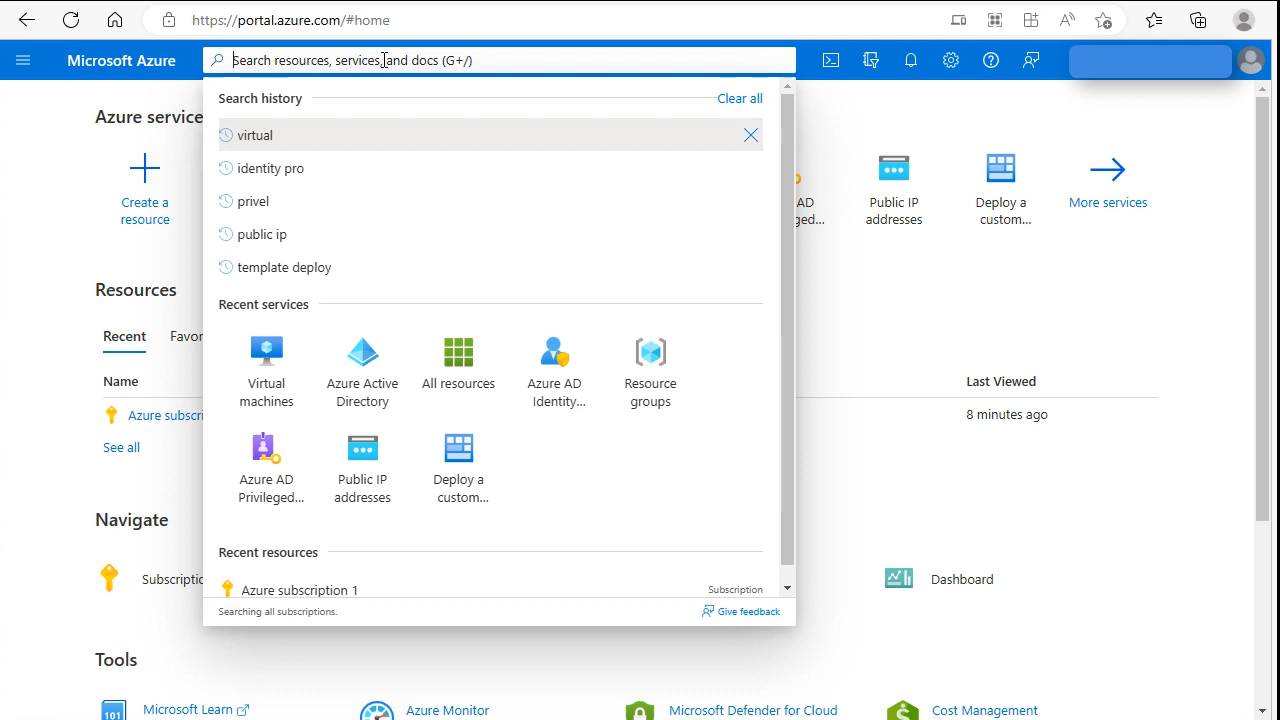 https://portal.azure.com/#home
Microsoft Azure
Search resources, services, and docs (G+/)
Search history
Clear all
virtual
identity pro
privel
public ip
template deploy
Recent services
Virtual machines
Azure Active Directory
All resources
Azure AD Identity...
Resource groups
Azure AD Privileged...
Public IP addresses
Deploy a custom...
Recent resources
Azure subscription 1
Subscription
Searching all subscriptions.
Give feedback
Azure service
Create a resource
AD
ged...
Public IP addresses
Deploy a custom...
More services
Resources
Recent
Favor
Name
Last Viewed
Azure subscri
8 minutes ago
See all
Navigate
Subscriptio
Dashboard
Tools
101
Microsoft Learn
Azure Monitor
Microsoft Defender for Cloud
Cost Management